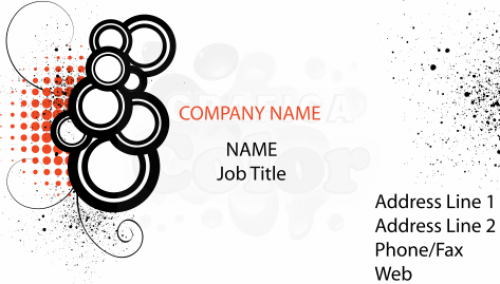 COMPANY NAME
NAME
Job Title
Address Line 1
Address Line 2
Phone/Fax
Web